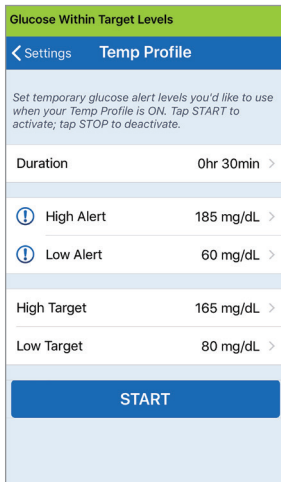 Glucose Within Target Levels
Settings Temp Profile
Set temporary glucose alert levels you'd like to use
when your Temp Profile is ON. Tap START to
activate; tap STOP to deactivate.
Duration 0hr 30min
High Alert 185 mg/dL
Low Alert 60 mg/dL
High Target 165 mg/dL
Low Target 80 mg/dL
START